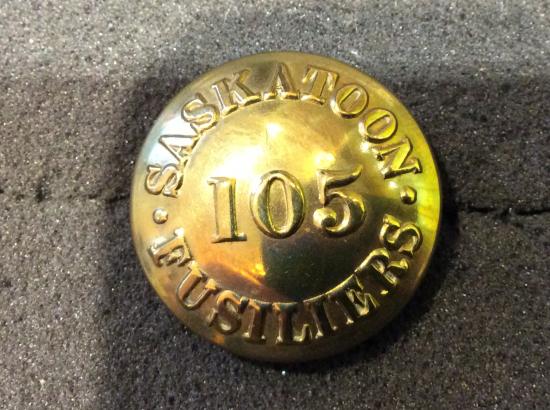 · SASKATOON ·
105
FUSILIERS